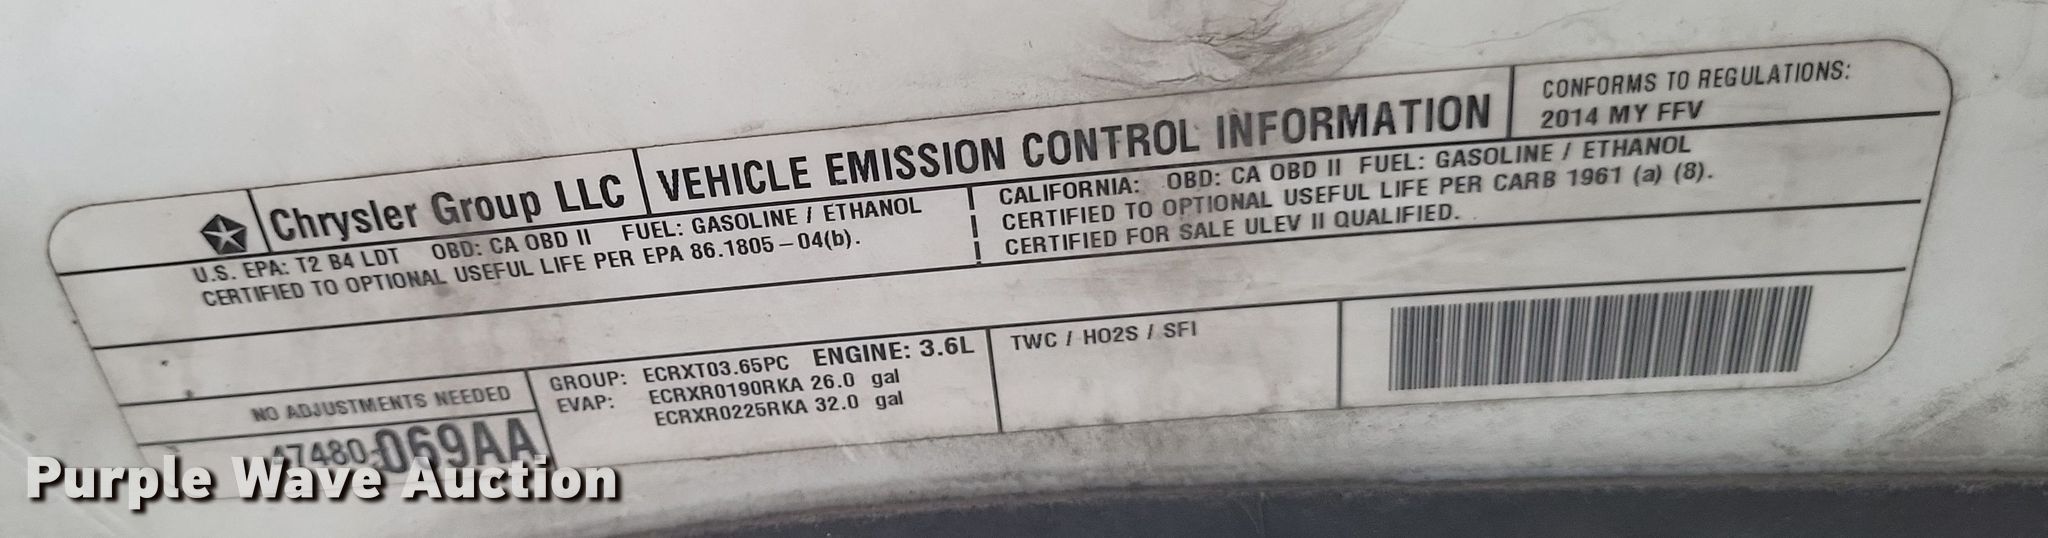 Chrysler Group LLC
VEHICLE EMISSION CONTROL INFORMATION
CONFORMS TO REGULATIONS:
2014 MY FFV
U.S. EPA: T2 B4 LDT OBD: CA OBD II FUEL: GASOLINE / ETHANOL
CERTIFIED TO OPTIONAL USEFUL LIFE PER EPA 86.1805-04(b).
CALIFORNIA: OBD: CA OBD II FUEL: GASOLINE / ETHANOL
CERTIFIED TO OPTIONAL USEFUL LIFE PER CARB 1961 (a) (8).
CERTIFIED FOR SALE ULEV II QUALIFIED.
NO ADJUSTMENTS NEEDED
47480-069AA
GROUP: ECRXT03.65PC ENGINE: 3.6L
EVAP: ECRXR0190RKA 26.0 gal
ECRXR0225RKA 32.0 gal
TWC / HO2S / SFI
Purple Wave Auction